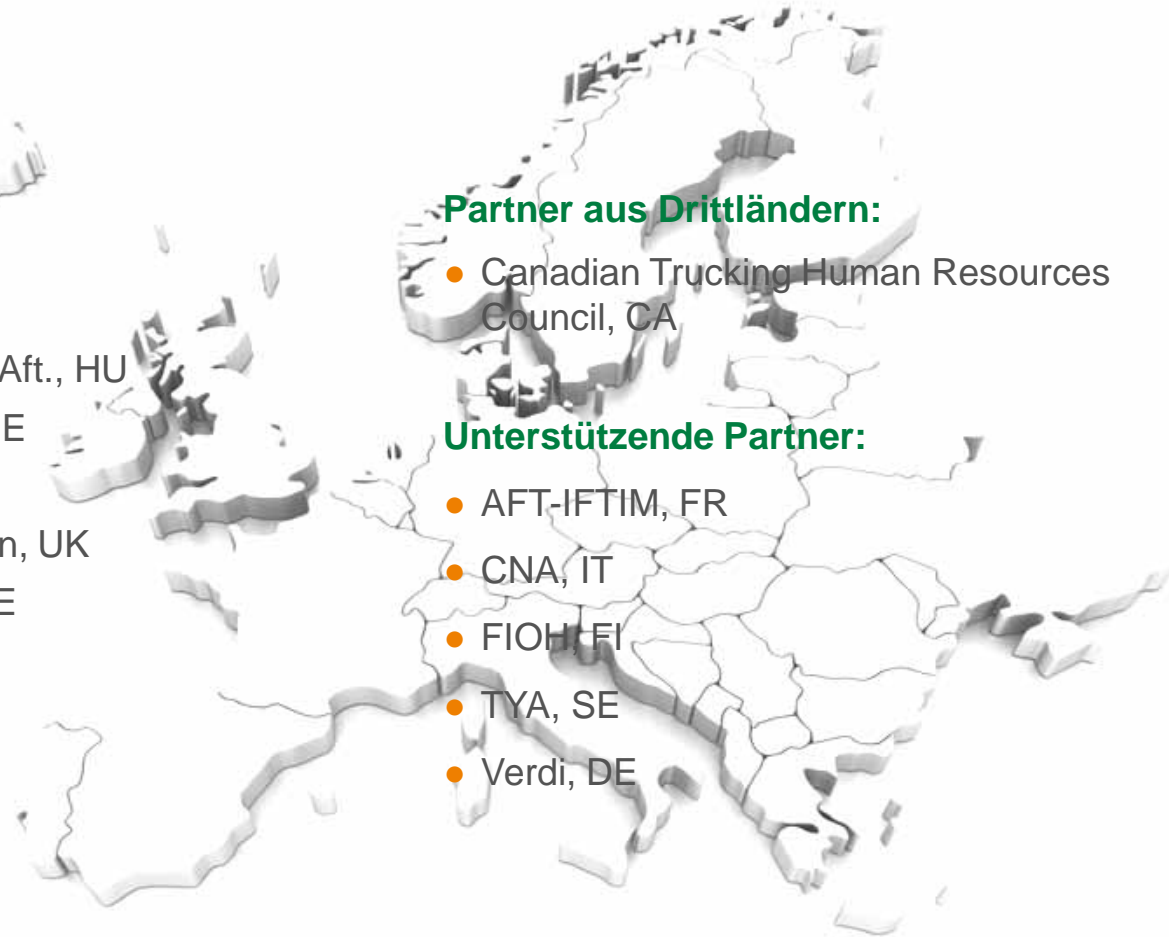 Aft., HU
E
n, UK
E
Partner aus Drittländern:
● Canadian Trucking Human Resources
Council, CA
Unterstützende Partner:
● AFT-IFTIM, FR
● CNA, IT
● FIOH, FI
● TYA, SE
● Verdi, DE